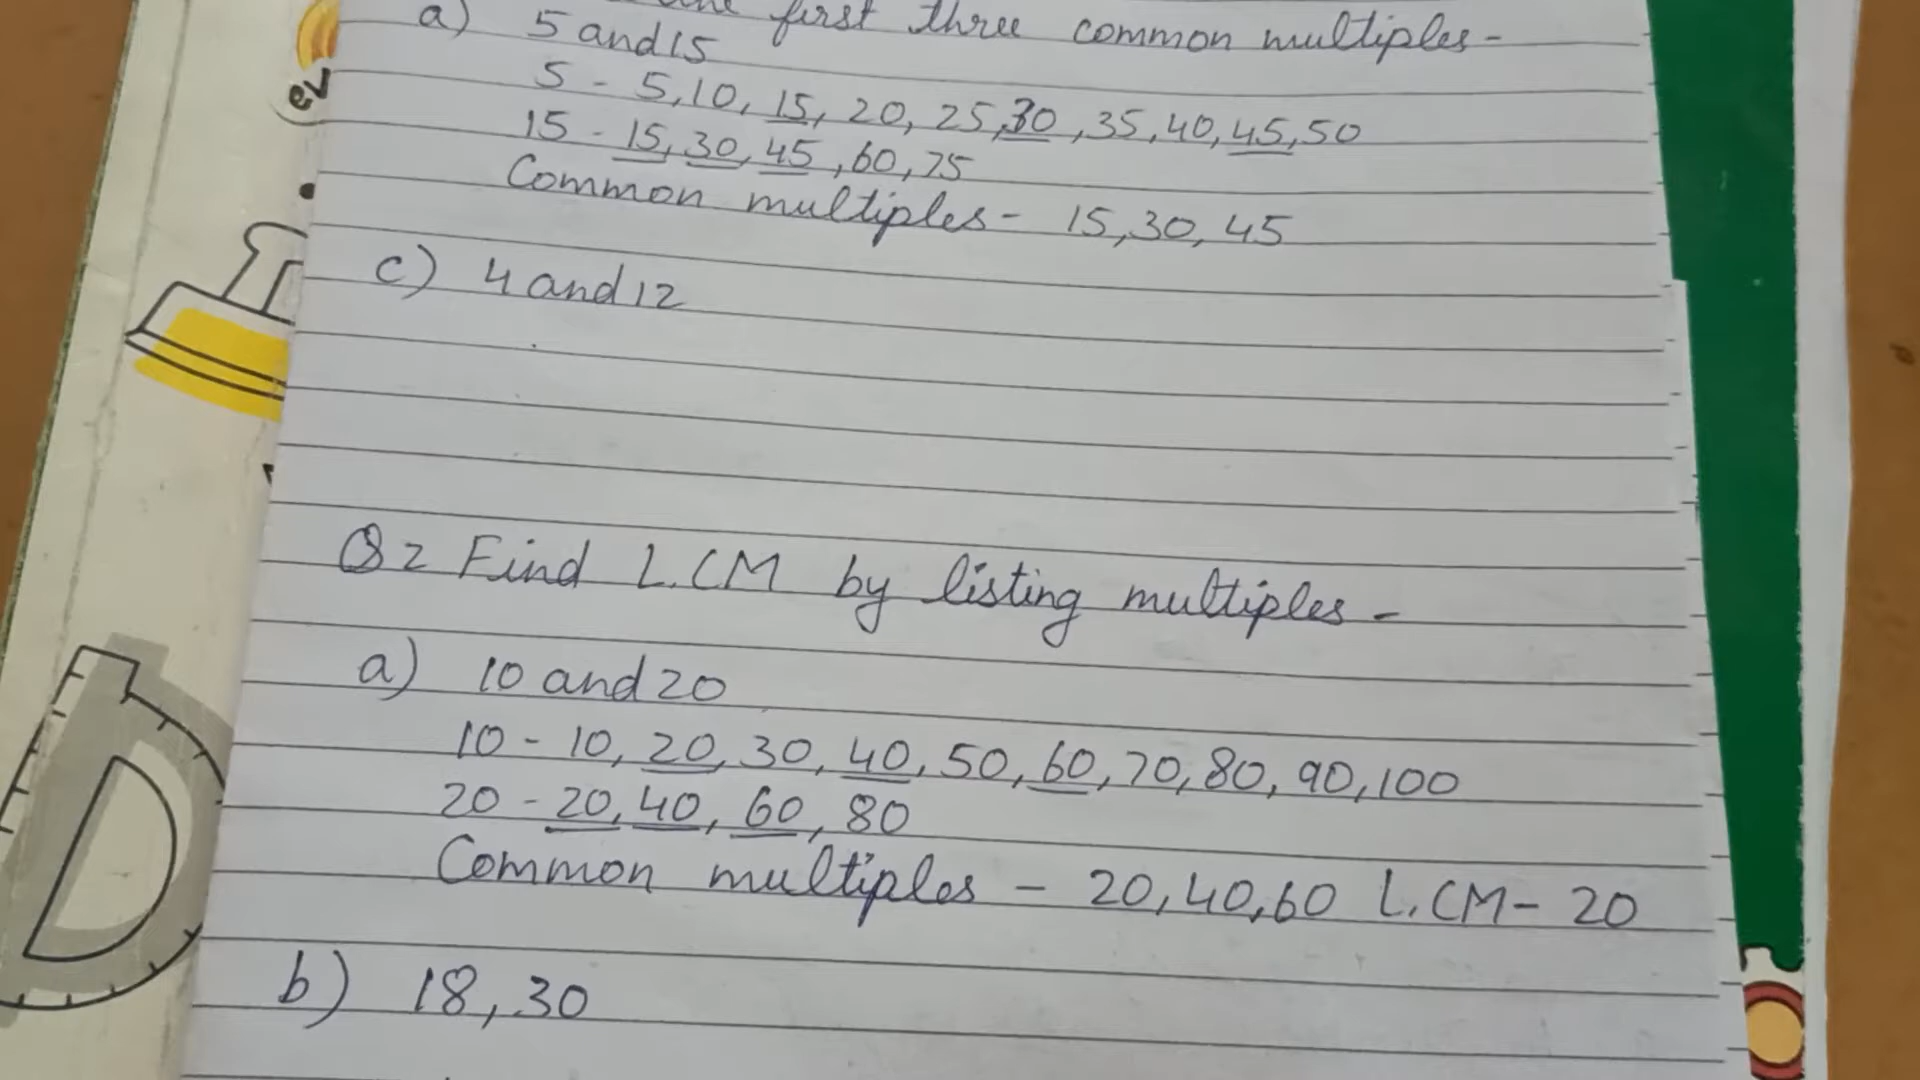 first three common multiples-
a) 5 and 15
5 - 5,10, 15, 20, 25,30,35,40,45,50
15 - 15,30,45,60,75
Common multiples- 15,30,45
c) 4 and 12
Q2 Find L.CM by listing multiples-
a) 10 and 20
10-10,20,30,40,50,60,70,80,90,100
20-20,40,60,80
Common multiples - 20,40,60 L.CM- 20
b) 18,30